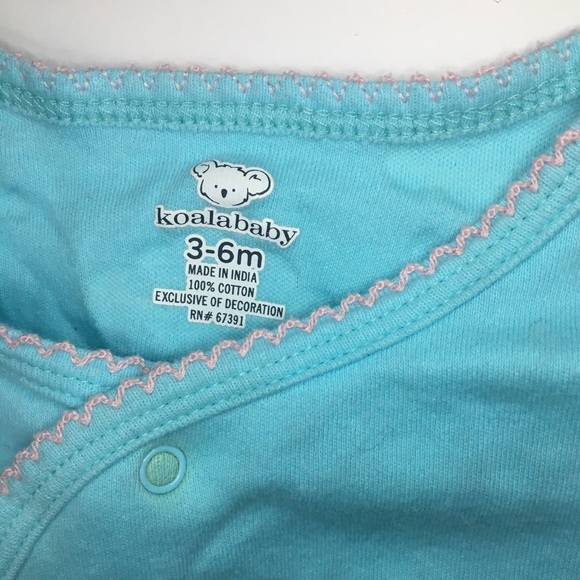 koalababy
3-6m
MADE IN INDIA
100% COTTON
EXCLUSIVE OF DECORATION
RN# 67391